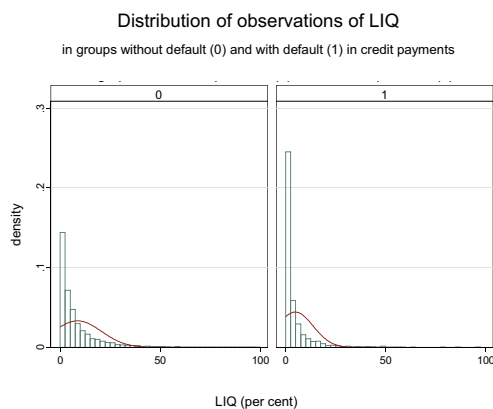 Distribution of observations of LIQ
in groups without default (0) and with default (1) in credit payments
0 1
.3
.2
.1
0
density
0 50 100 0 50 100
LIQ (per cent)